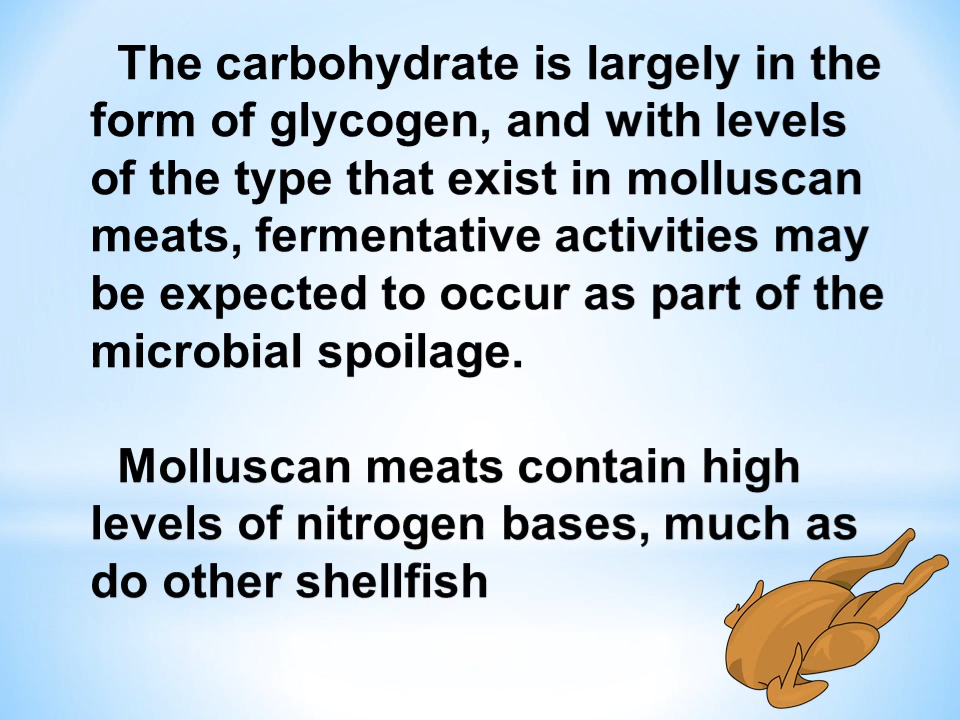 The carbohydrate is largely in the
form of glycogen, and with levels
of the type that exist in molluscan
meats, fermentative activities may
be expected to occur as part of the
microbial spoilage.
Molluscan meats contain high
levels of nitrogen bases, much as
do other shellfish